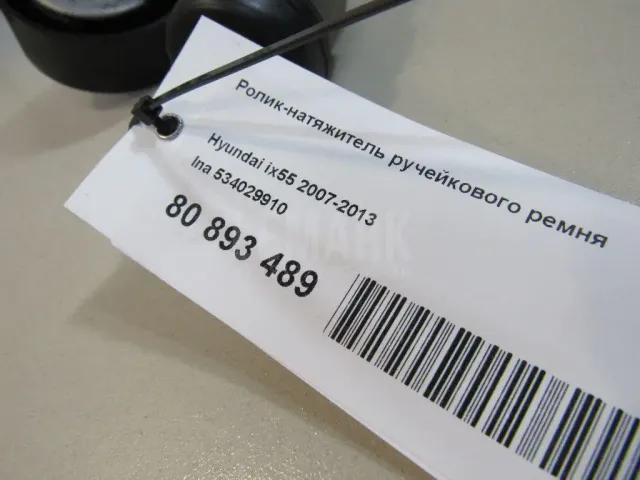 Ролик-натяжитель ручейкового ремня
Hyundai ix55 2007-2013
Ina 534029910
80 893 489